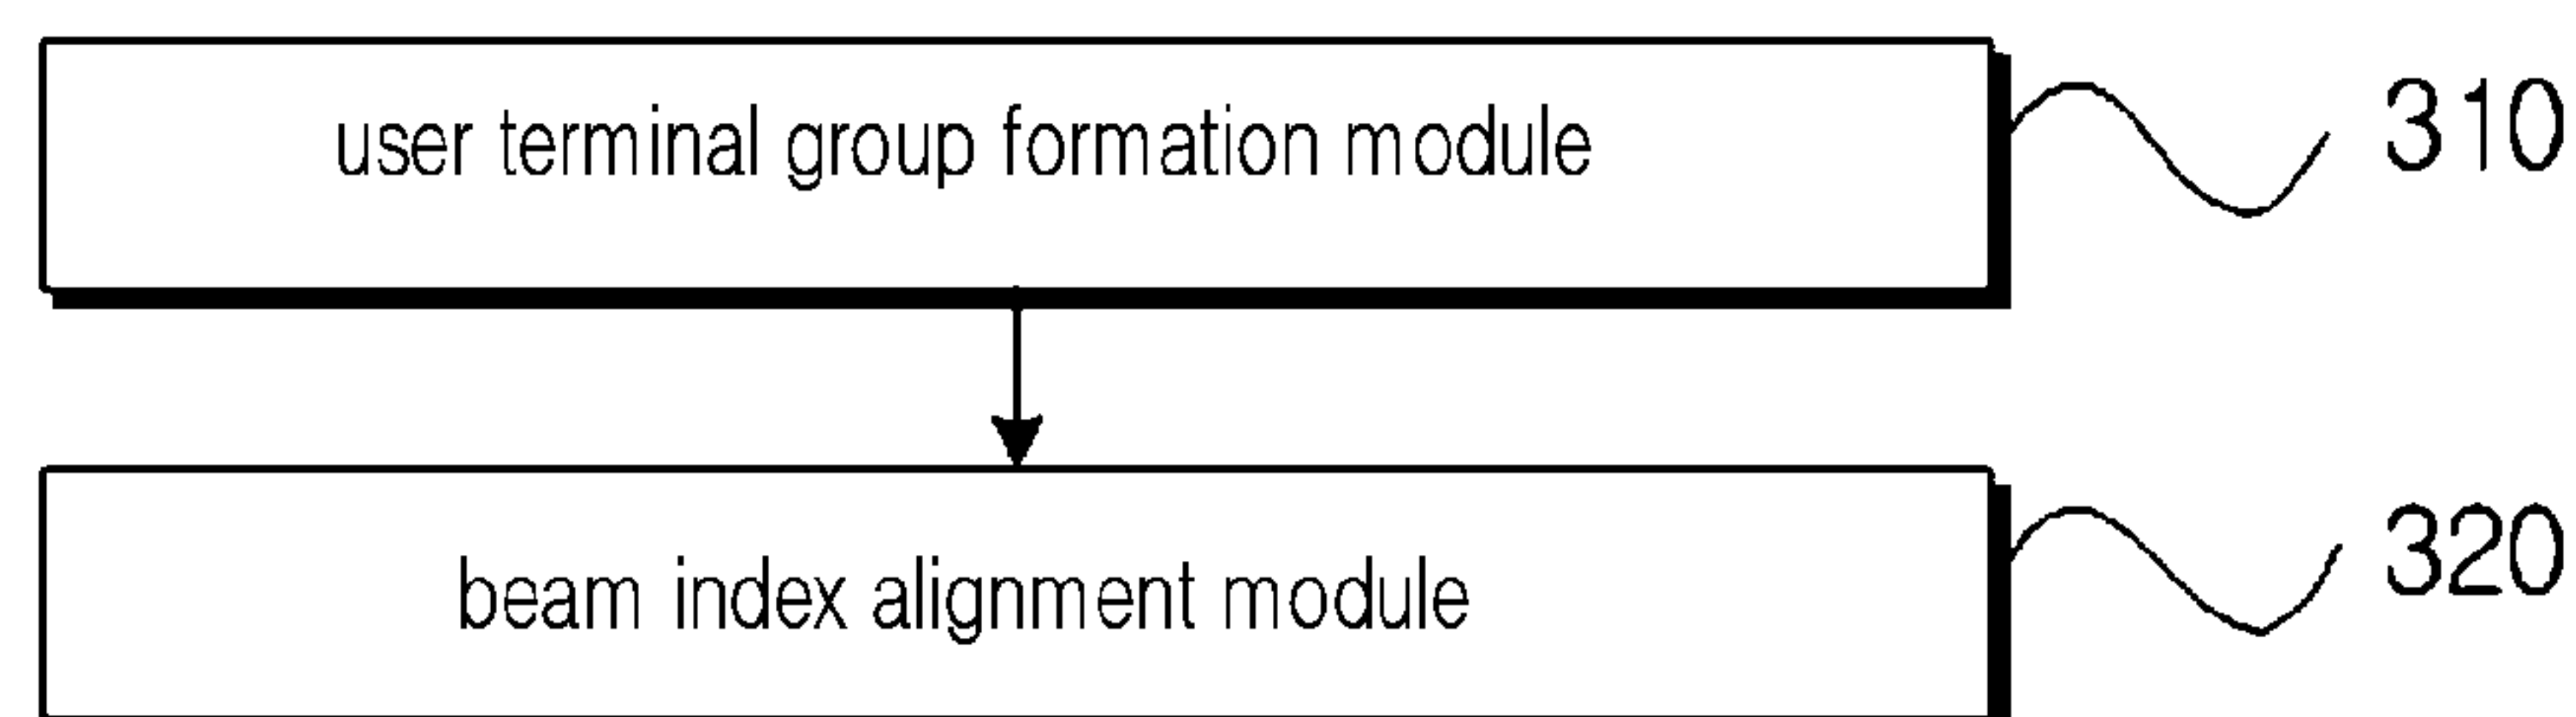 user terminal group formation module
310
beam index alignment module
320